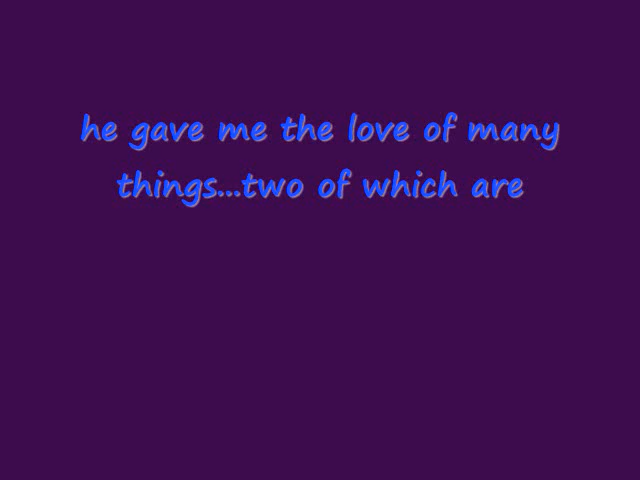 he gave me the love of many
things...two of which are